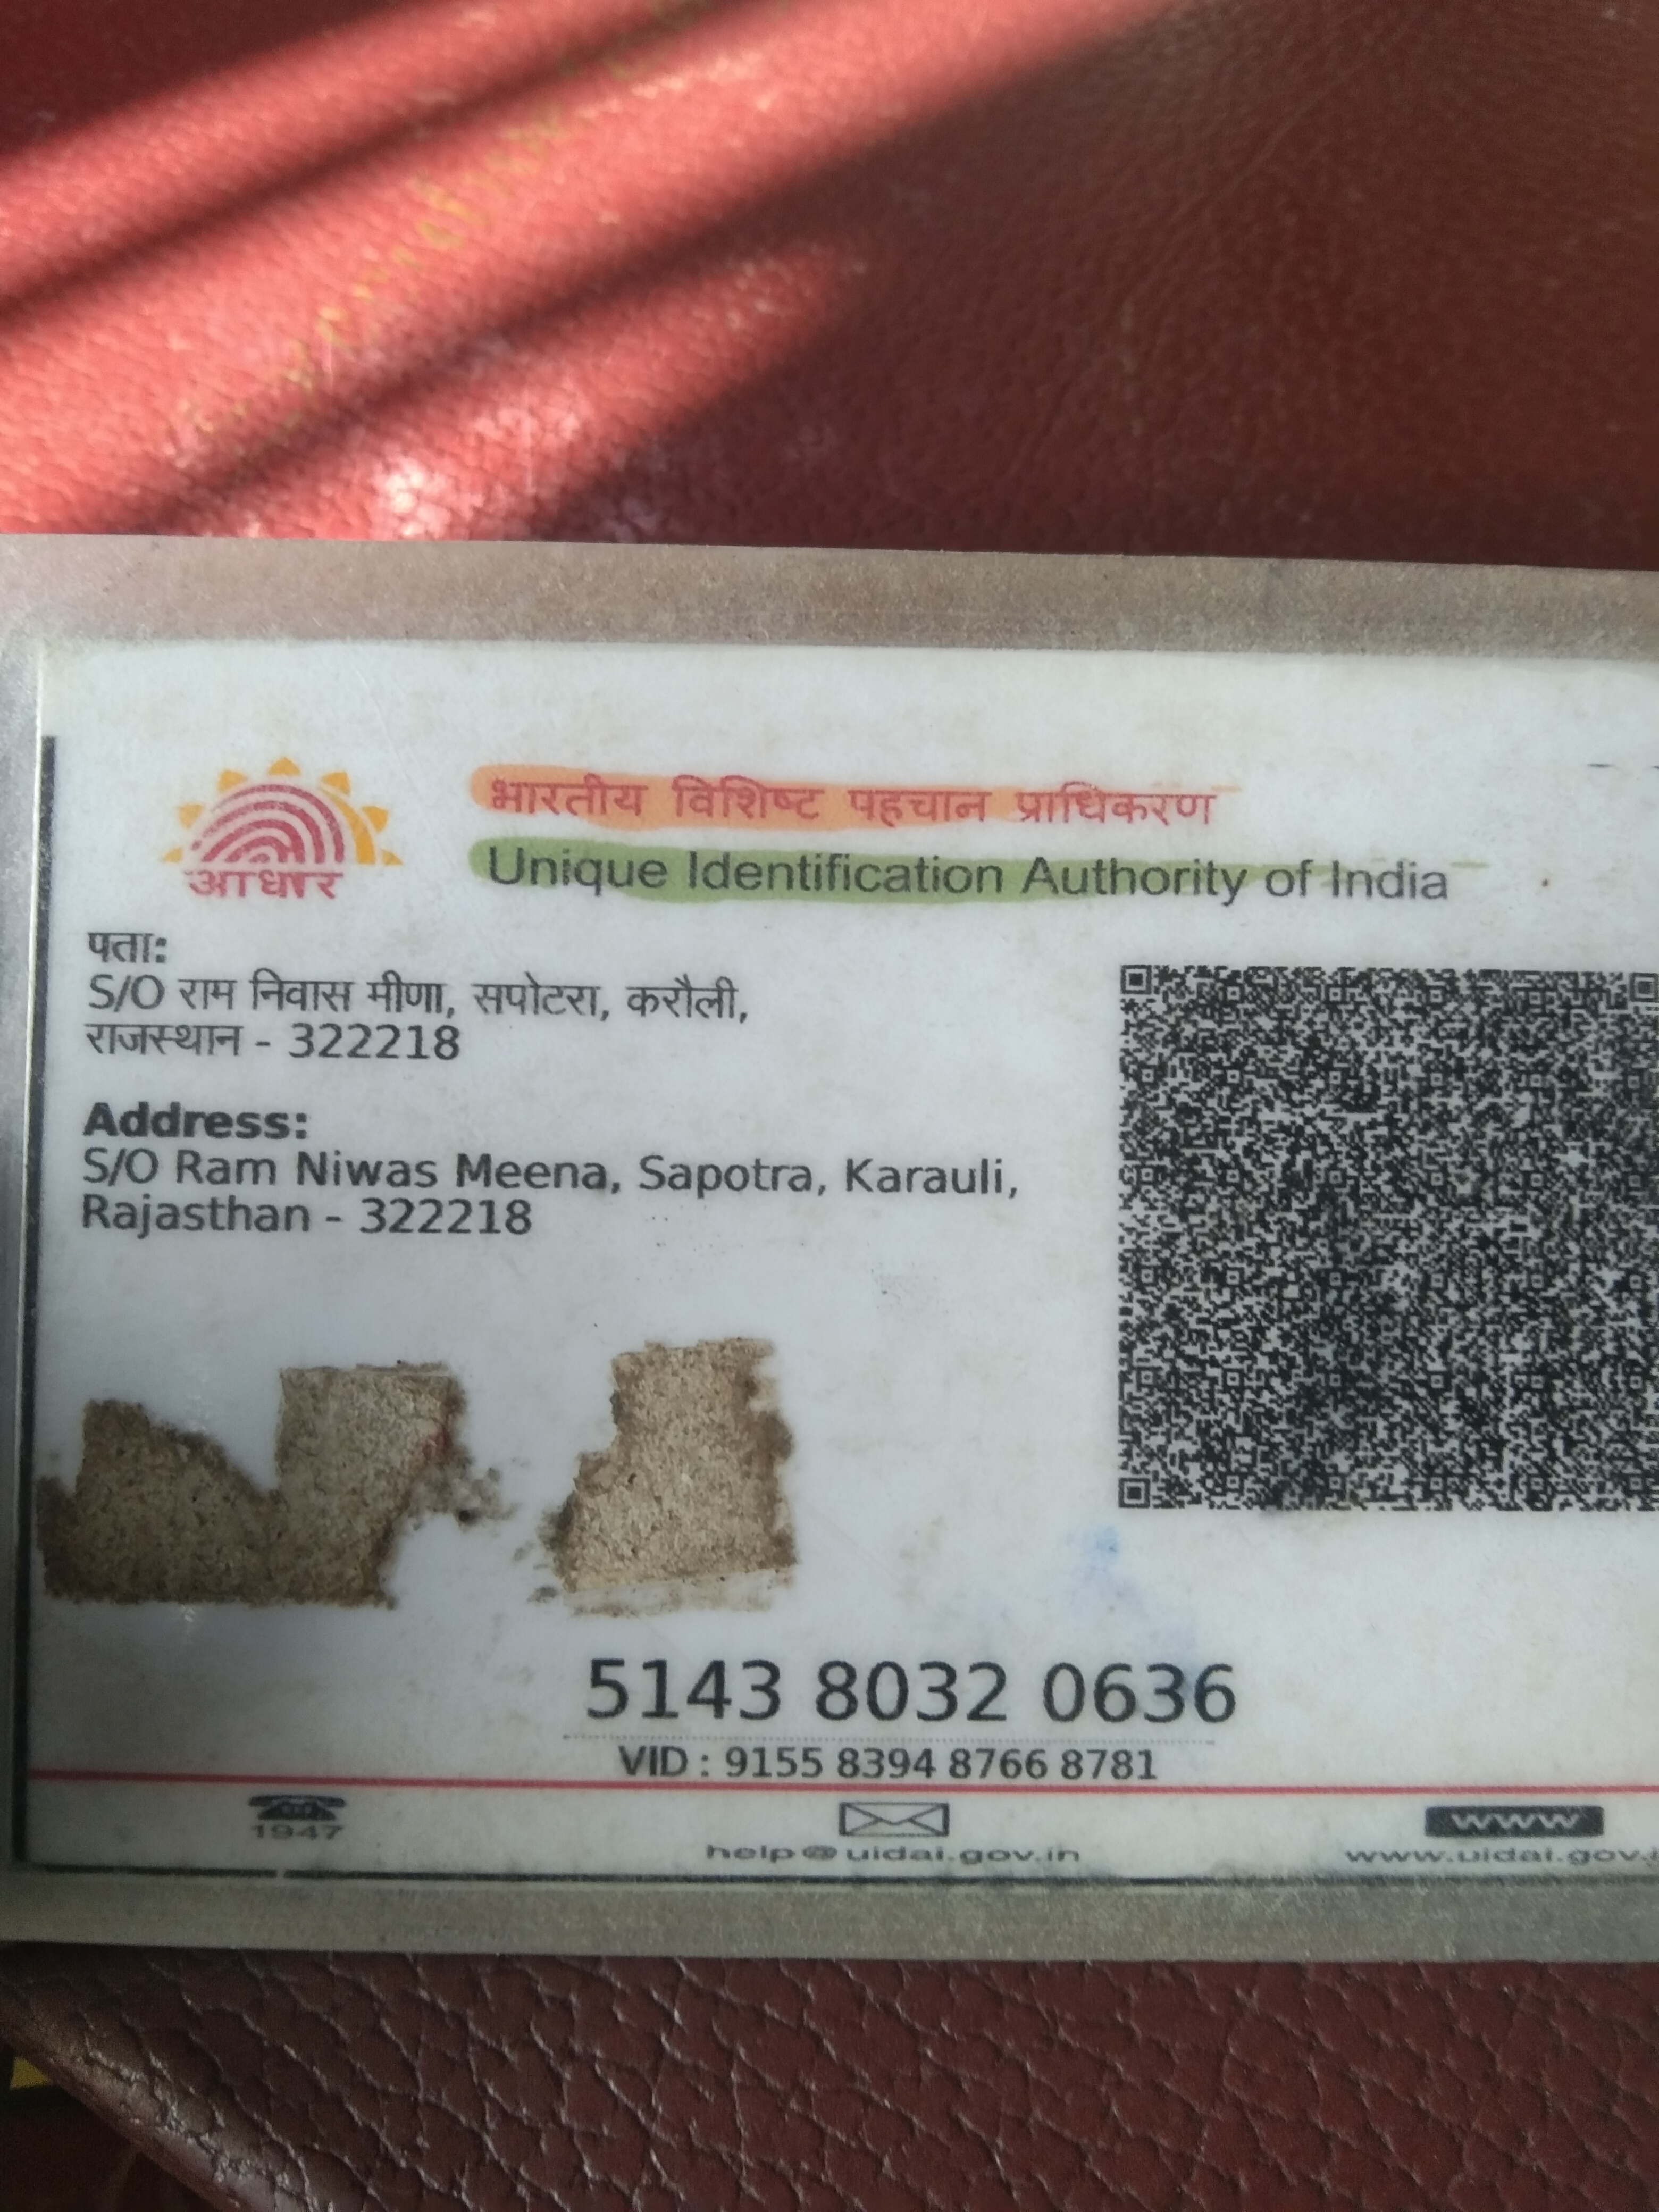 भारतीय विशिष्ट पहचान प्राधिकरण
Unique Identification Authority of India
आधार
पता:
S/O राम निवास मीणा, सपोटरा, करौली,
राजस्थान - 322218
Address:
S/O Ram Niwas Meena, Sapotra, Karauli,
Rajasthan - 322218
5143 8032 0636
VID : 9155 8394 8766 8781
1947
help@uidai.gov.in
www
www.uidai.gov.i